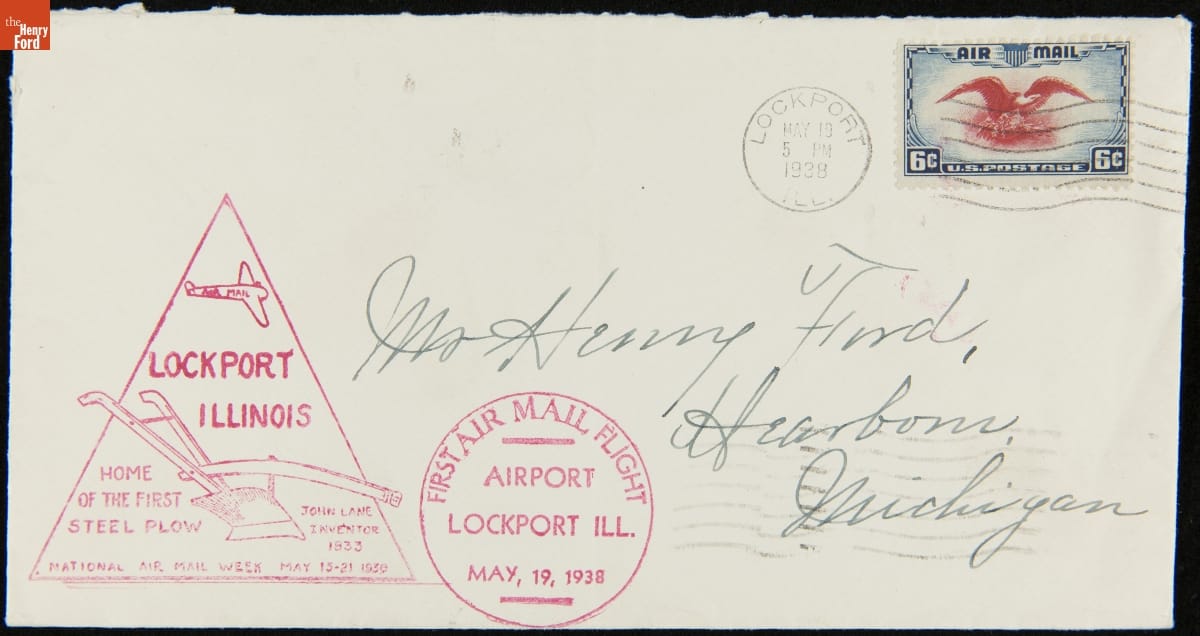 the
Henry
Ford
AIR MAIL
6¢ U.S. POSTAGE 6¢
LOCKPORT
MAY 19
5 PM
1938
ILL.
Mr Henry Ford,
Dearborn,
Michigan
AIR MAIL
LOCKPORT
ILLINOIS
HOME
OF THE FIRST
STEEL PLOW
JOHN LANE
INVENTOR
1833
NATIONAL AIR MAIL WEEK MAY 15-21 1938
FIRST AIR MAIL FLIGHT
AIRPORT
LOCKPORT ILL.
MAY, 19, 1938